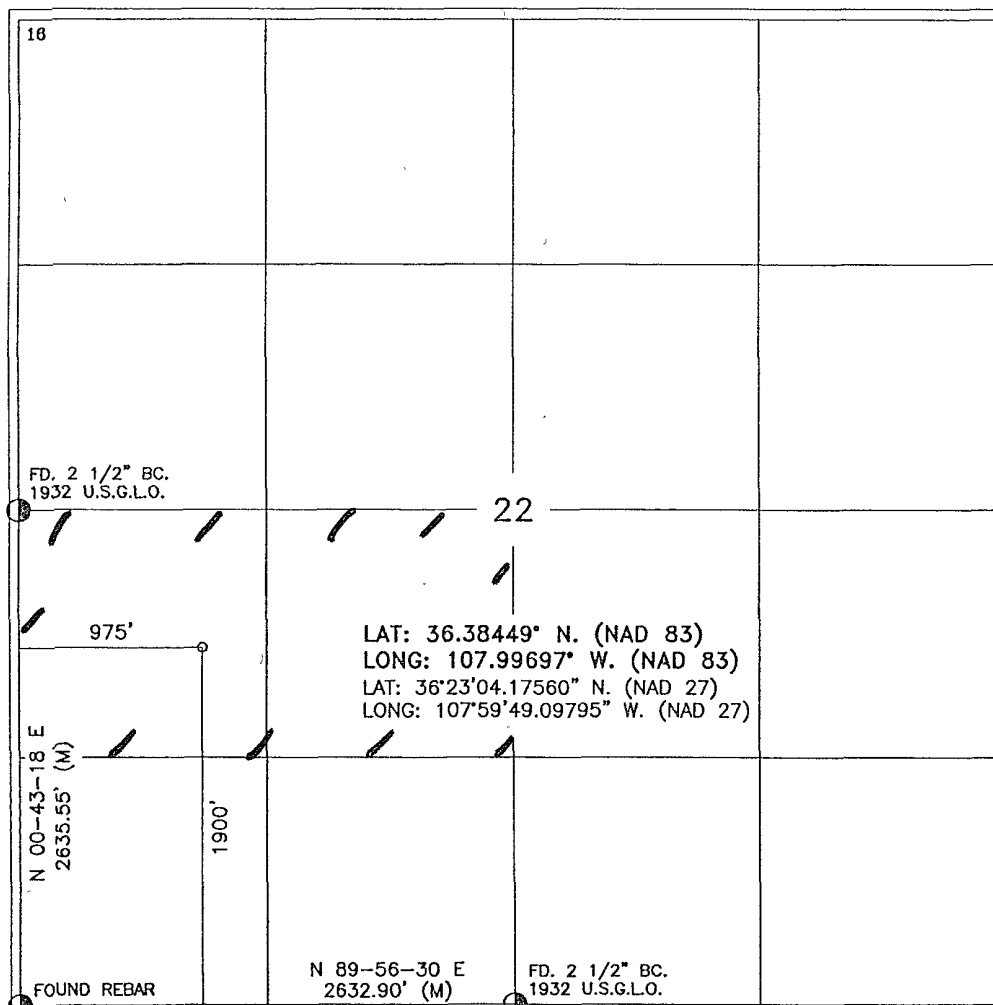 16
FD. 2 1/2" BC.
1932 U.S.G.L.O.
22
975'
LAT: 36.38449° N. (NAD 83)
LONG: 107.99697° W. (NAD 83)
LAT: 36°23'04.17560" N. (NAD 27)
LONG: 107°59'49.09795" W. (NAD 27)
N 00-43-18 E
2635.55' (M)
1900'
N 89-56-30 E
2632.90' (M)
FD. 2 1/2" BC.
1932 U.S.G.L.O.
FOUND REBAR